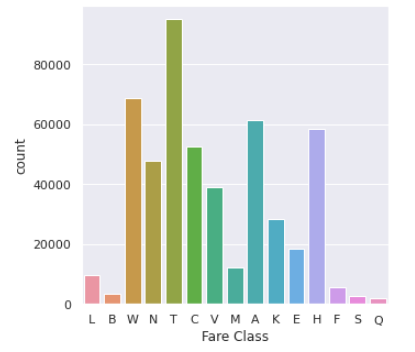 80000
60000
40000
20000
0
count
L B W N T C V M A K E H F S Q
Fare Class